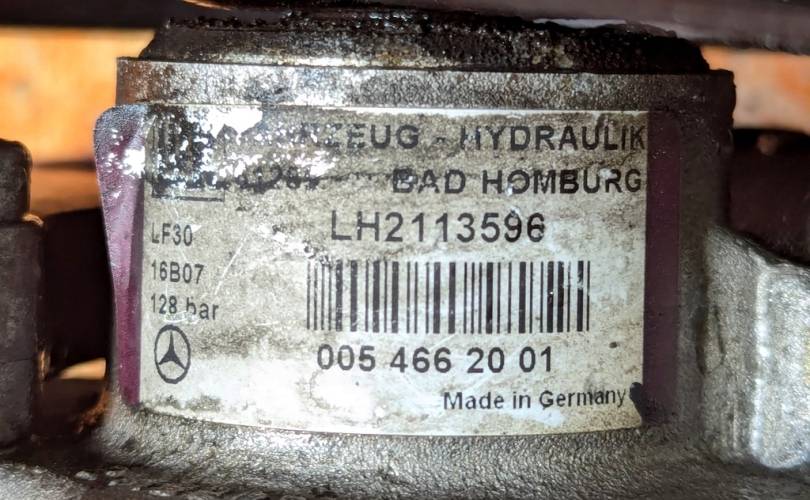 HYDRAULIK
BAD HOMBURG
LH2113596
LF30
16B07
128 bar
005 466 20 01
Made in Germany